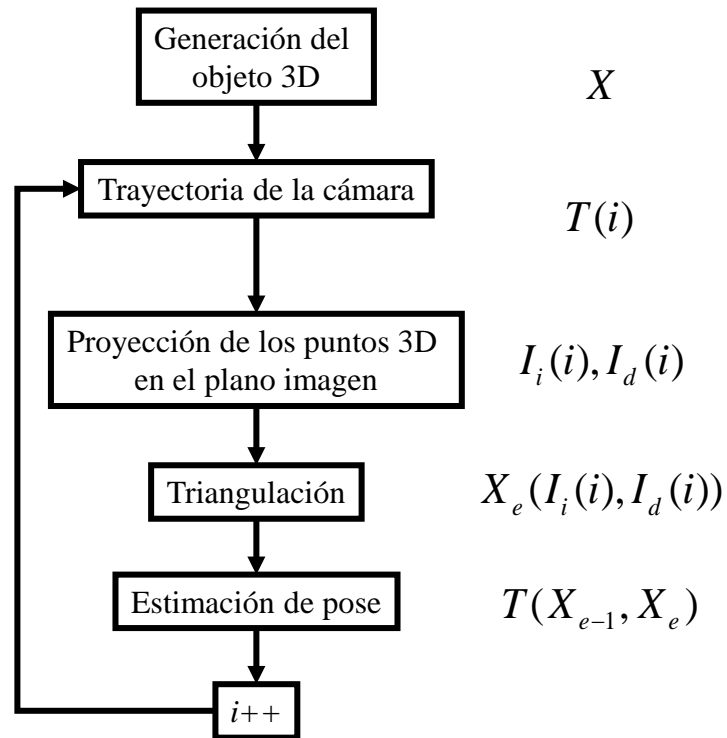 Generación del
objeto 3D
X
Trayectoria de la cámara
T(i)
Proyección de los puntos 3D
en el plano imagen
I_i(i), I_d(i)
Triangulación
X_e(I_i(i), I_d(i))
Estimación de pose
T(X_{e−1}, X_e)
i++